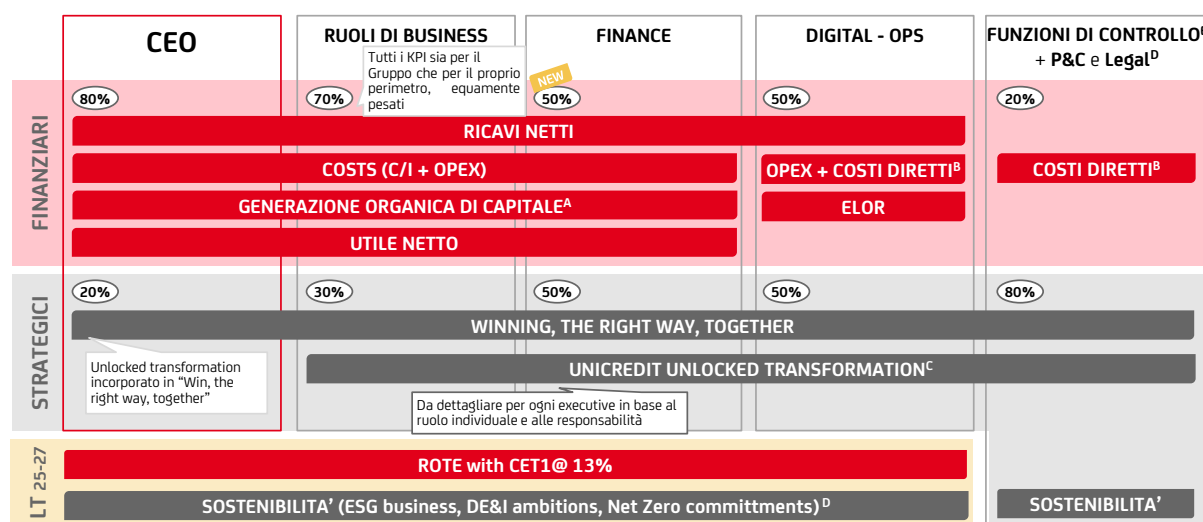 CEO
RUOLI DI BUSINESS
FINANCE
DIGITAL - OPS
FUNZIONI DI CONTROLLO
+ P&C e Legal^D
Tutti i KPI sia per il
Gruppo che per il proprio
perimetro, equamente
pesati
NEW
FINANZIARI
80%
70%
50%
50%
20%
RICAVI NETTI
COSTS (C/I + OPEX)
OPEX + COSTI DIRETTI^B
COSTI DIRETTI^B
GENERAZIONE ORGANICA DI CAPITALE^A
ELOR
UTILE NETTO
STRATEGICI
20%
30%
50%
50%
80%
WINNING, THE RIGHT WAY, TOGETHER
Unlocked transformation
incorporato in “Win, the
right way, together”
UNICREDIT UNLOCKED TRANSFORMATION^C
Da dettagliare per ogni executive in base al
ruolo individuale e alle responsabilità
LT 25-27
ROTE with CET1@ 13%
SOSTENIBILITA’ (ESG business, DE&I ambitions, Net Zero committments) ^D
SOSTENIBILITA’